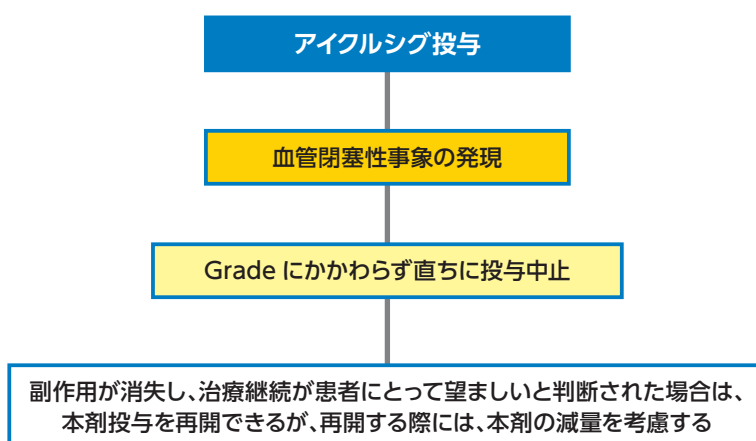 アイクルシグ投与
血管閉塞性事象の発現
Grade にかかわらず直ちに投与中止
副作用が消失し、治療継続が患者にとって望ましいと判断された場合は、
本剤投与を再開できるが、再開する際には、本剤の減量を考慮する